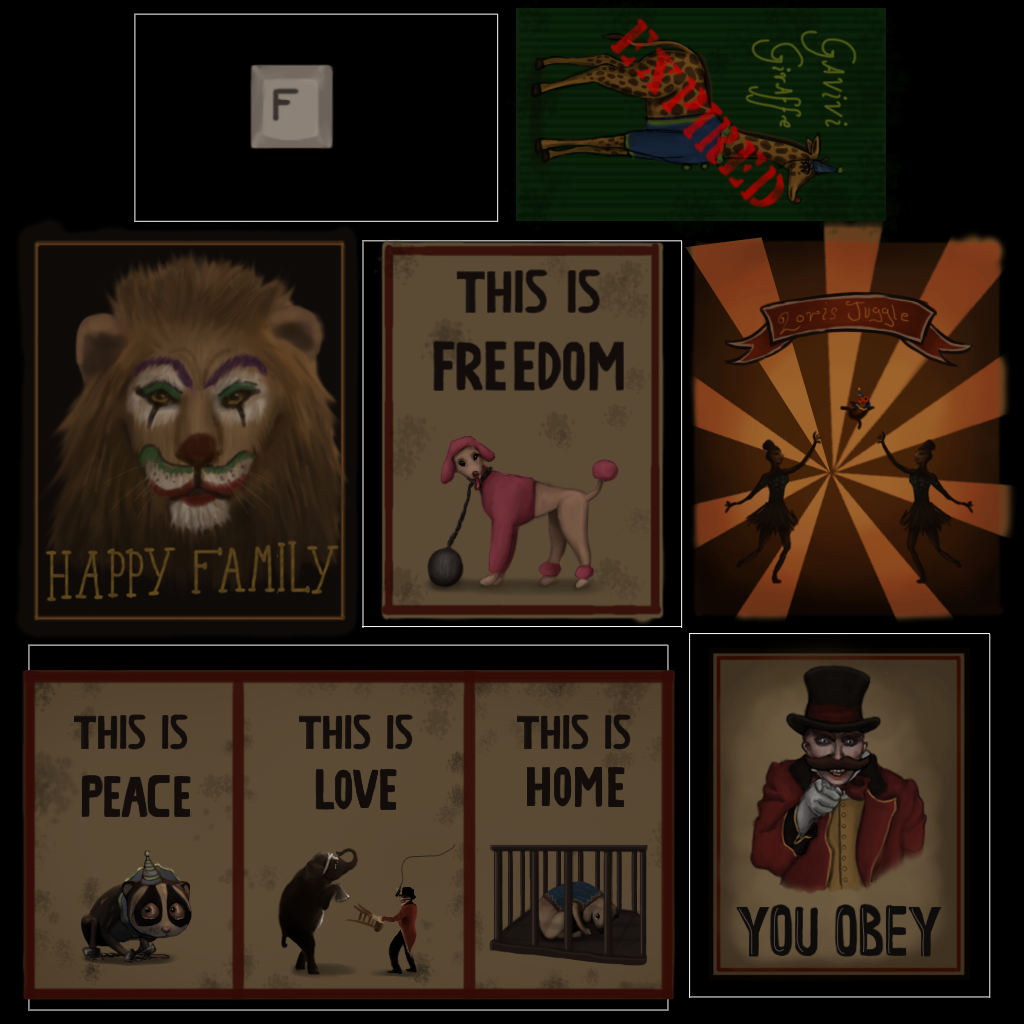 F
Gavivi
Giraffe
EXPIRED
HAPPY FAMILY
THIS IS
FREEDOM
Loris Juggle
THIS IS
PEACE
THIS IS
LOVE
THIS IS
HOME
YOU OBEY